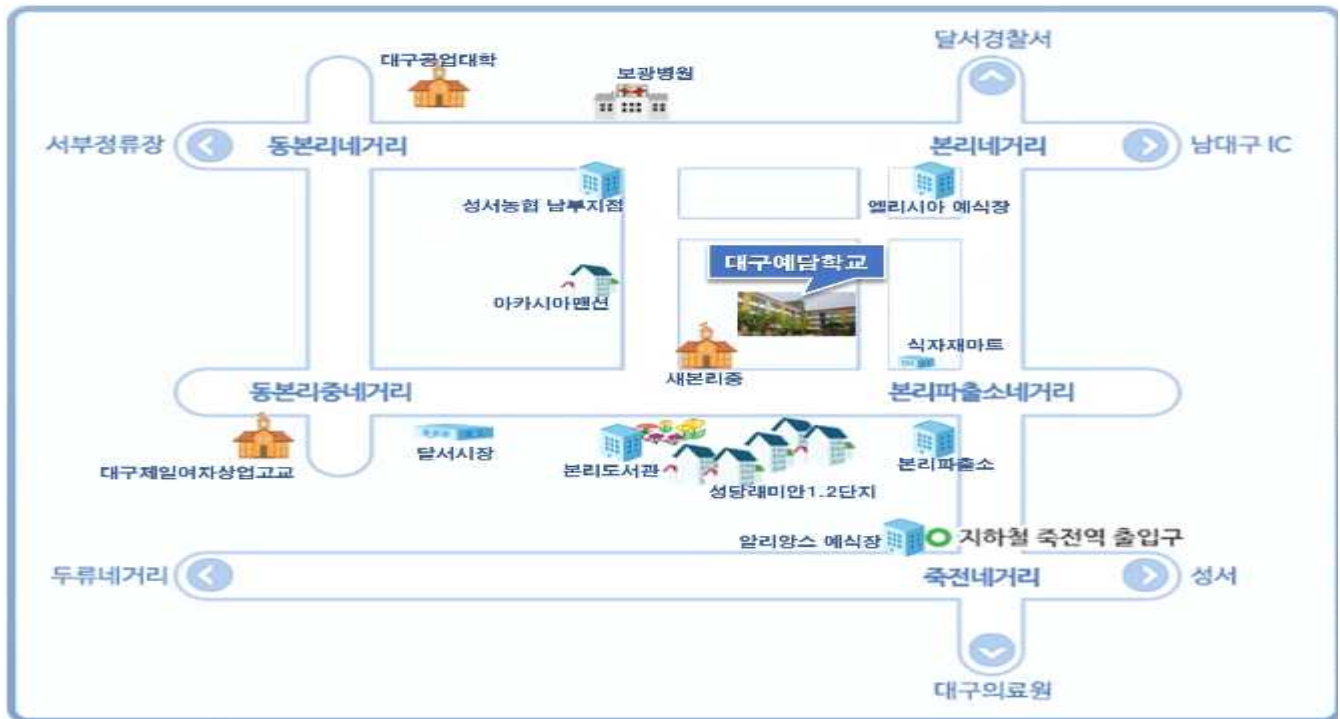 달서경찰서
대구공업대학
보광병원
서부정류장
동본리네거리
본리네거리
남대구 IC
성서농협 남부지점
엘리시아 예식장
대구예담학교
아카시아맨션
식자재마트
새본리중
동본리중네거리
본리파출소네거리
달서시장
본리도서관
본리파출소
대구제일여자상업고교
성당래미안1.2단지
알리앙스 예식장
지하철 죽전역 출입구
두류네거리
죽전네거리
성서
대구의료원